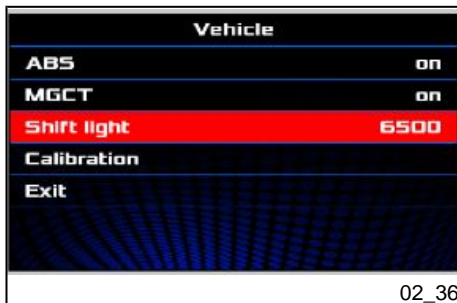 Vehicle
ABS on
MGCT on
Shift light 6500
Calibration
Exit
02_36